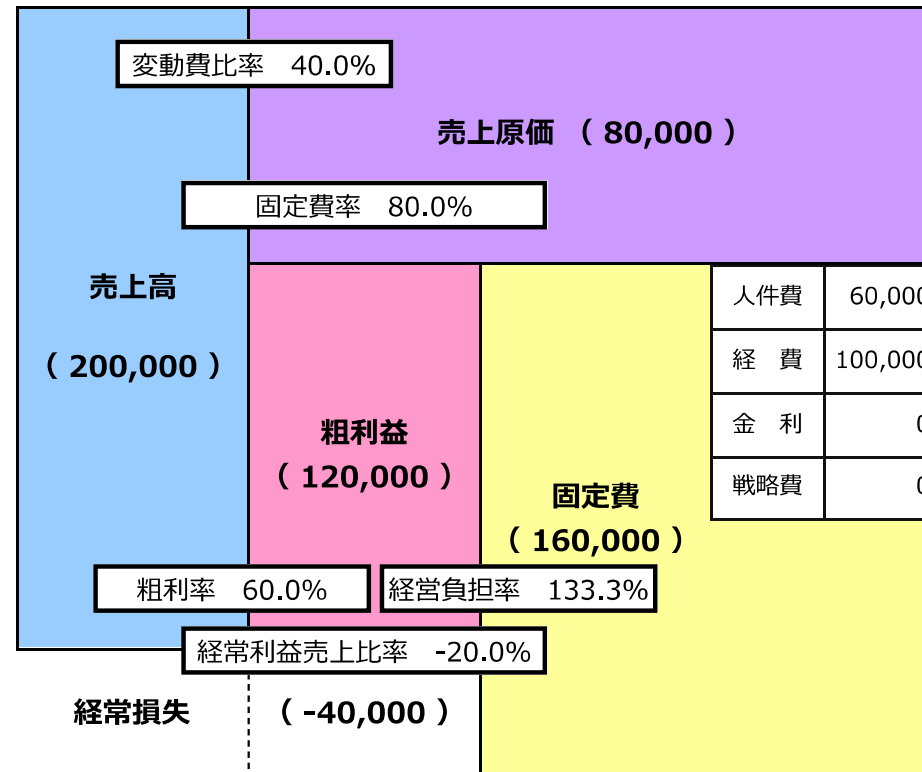 変動費比率 40.0%
売上原価 （ 80,000 ）
固定費率 80.0%
売上高
（ 200,000 ）
人件費 60,000
経　費 100,000
金　利 0
戦略費 0
粗利益
（ 120,000 ）
固定費
（ 160,000 ）
粗利率 60.0%
経営負担率 133.3%
経常利益売上比率 -20.0%
経常損失
（ -40,000 ）